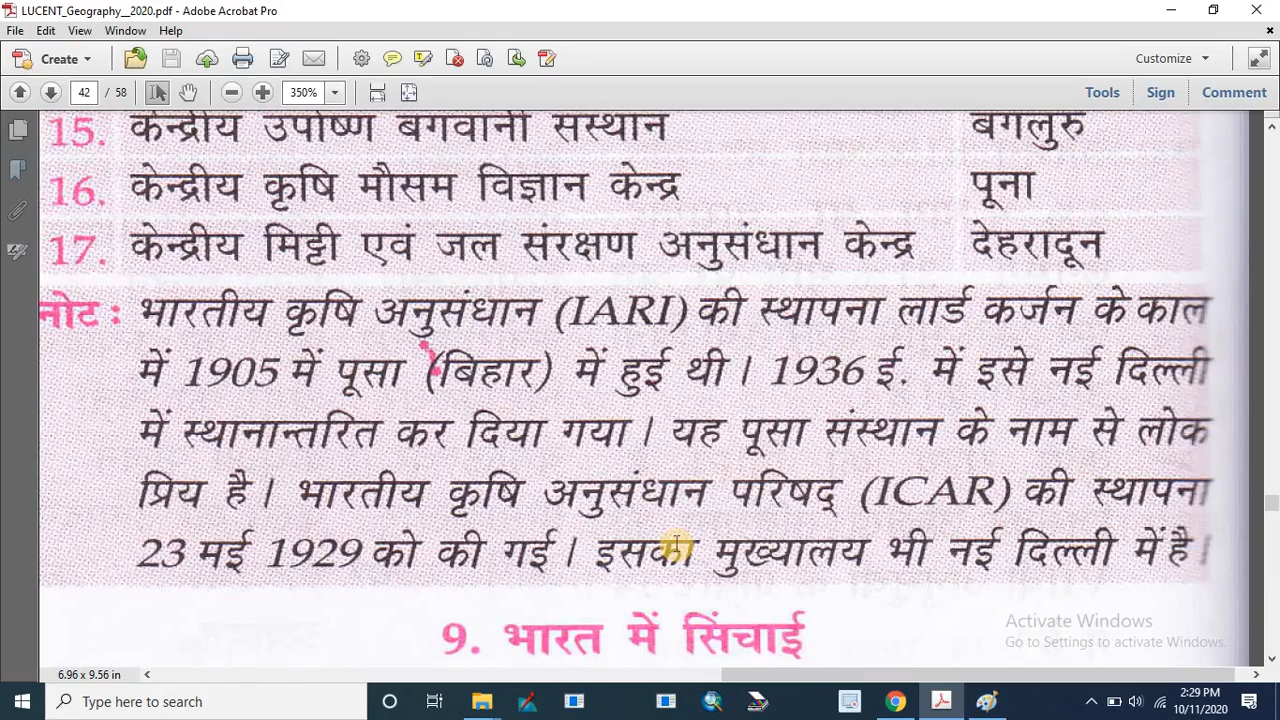 LUCENT_Geography__2020.pdf - Adobe Acrobat Pro
File Edit View Window Help
Create Customize
42 / 58 350% Tools Sign Comment
15. केन्द्रीय उपोष्ण बागवानी संस्थान बेंगलुरु
16. केन्द्रीय कृषि मौसम विज्ञान केन्द्र पूना
17. केन्द्रीय मिट्टी एवं जल संरक्षण अनुसंधान केन्द्र देहरादून
नोट : भारतीय कृषि अनुसंधान (IARI) की स्थापना लार्ड कर्जन के काल
में 1905 में पूसा (बिहार) में हुई थी। 1936 ई. में इसे नई दिल्ली
में स्थानान्तरित कर दिया गया। यह पूसा संस्थान के नाम से लोक
प्रिय है। भारतीय कृषि अनुसंधान परिषद् (ICAR) की स्थापना
23 मई 1929 को की गई। इसका मुख्यालय भी नई दिल्ली में है।
9. भारत में सिंचाई
Activate Windows
Go to Settings to activate Windows.
6.96 x 9.56 in
Type here to search
2:29 PM
10/11/2020